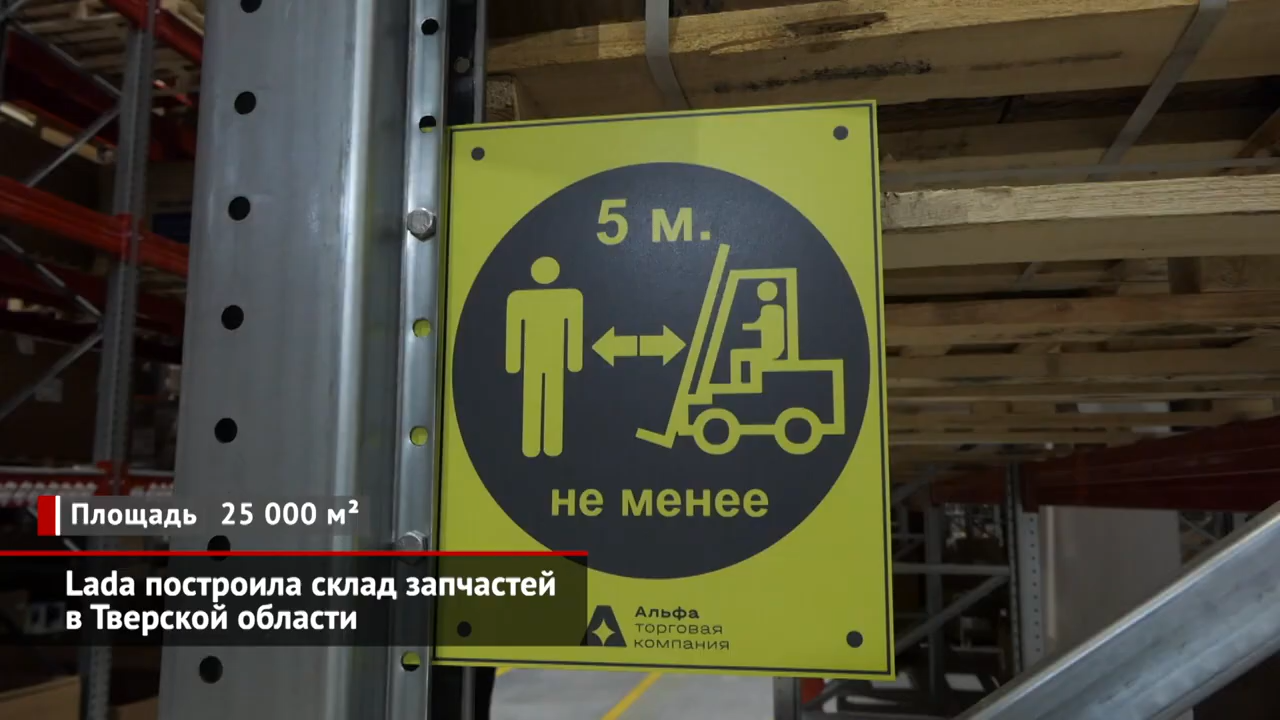 5 м.
не менее
Альфа
торговая
компания
Площадь 25 000 м²
Lada построила склад запчастей
в Тверской области